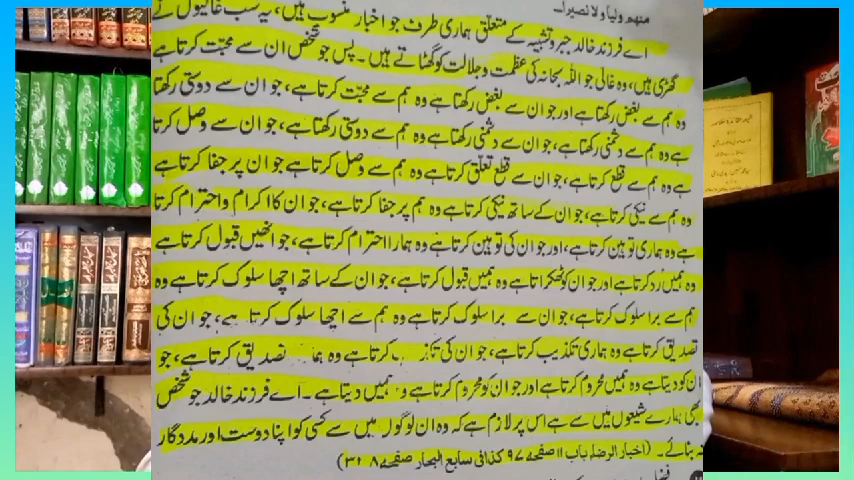 منهم وليا ولا نصيرا۔
اے فرزند خالد جبر و تشبیہ کے متعلق ہماری طرف جو اخبار منسوب ہیں، یہ سب غالیوں نے
گھڑی ہیں، وہ غالی جو اللہ سبحانہ کی عظمت و جلالت کو گھٹاتے ہیں۔ پس جو شخص ان سے محبّت کرتا ہے
وہ ہم سے بغض رکھتا ہے اور جو ان سے بغض رکھتا ہے وہ ہم سے محبّت کرتا ہے، جو ان سے دوستی رکھتا
ہے وہ ہم سے دشمنی رکھتا ہے، جو ان سے دشمنی رکھتا ہے وہ ہم سے دوستی رکھتا ہے، جو ان سے وصل کرتا
ہے وہ ہم سے قطع کرتا ہے، جو ان سے قطع تعلق کرتا ہے وہ ہم سے وصل کرتا ہے جو ان پر جفا کرتا ہے
وہ ہم سے نیکی کرتا ہے، جو ان کے ساتھ نیکی کرتا ہے وہ ہم پر جفا کرتا ہے، جو ان کا اکرام واحترام کرتا
ہے وہ ہماری توہین کرتا ہے، اور جو ان کی توہین کرتا ہے وہ ہمارا احترام کرتا ہے، جو انھیں قبول کرتا ہے
وہ ہمیں رد کرتا ہے اور جو ان کو ٹھکراتا ہے وہ ہمیں قبول کرتا ہے، جو ان کے ساتھ اچھا سلوک کرتا ہے وہ
ہم سے برا سلوک کرتا ہے، جو ان سے برا سلوک کرتا ہے وہ ہم سے اچھا سلوک کرتا ہے، جو ان کی
تصدیق کرتا ہے وہ ہماری تکذیب کرتا ہے، جو ان کی کرتا ہے وہ تصدیق کرتا ہے، جو
ان کو دیتا ہے وہ ہمیں محروم کرتا ہے اور جو ان کو محروم کرتا ہے وہ ہمیں دیتا ہے۔ اے فرزند خالد جو شخص
بھی ہمارے شیعوں میں سے ہے اس پر لازم ہے کہ وہ ان لوگوں میں سے کسی کو اپنا دوست اور مددگار
نہ بنائے۔ (اخبار الرضا باب ۱۱ صفحه ۹۷ كذا فی سابع البحار صفحه ۳۱۰۸)